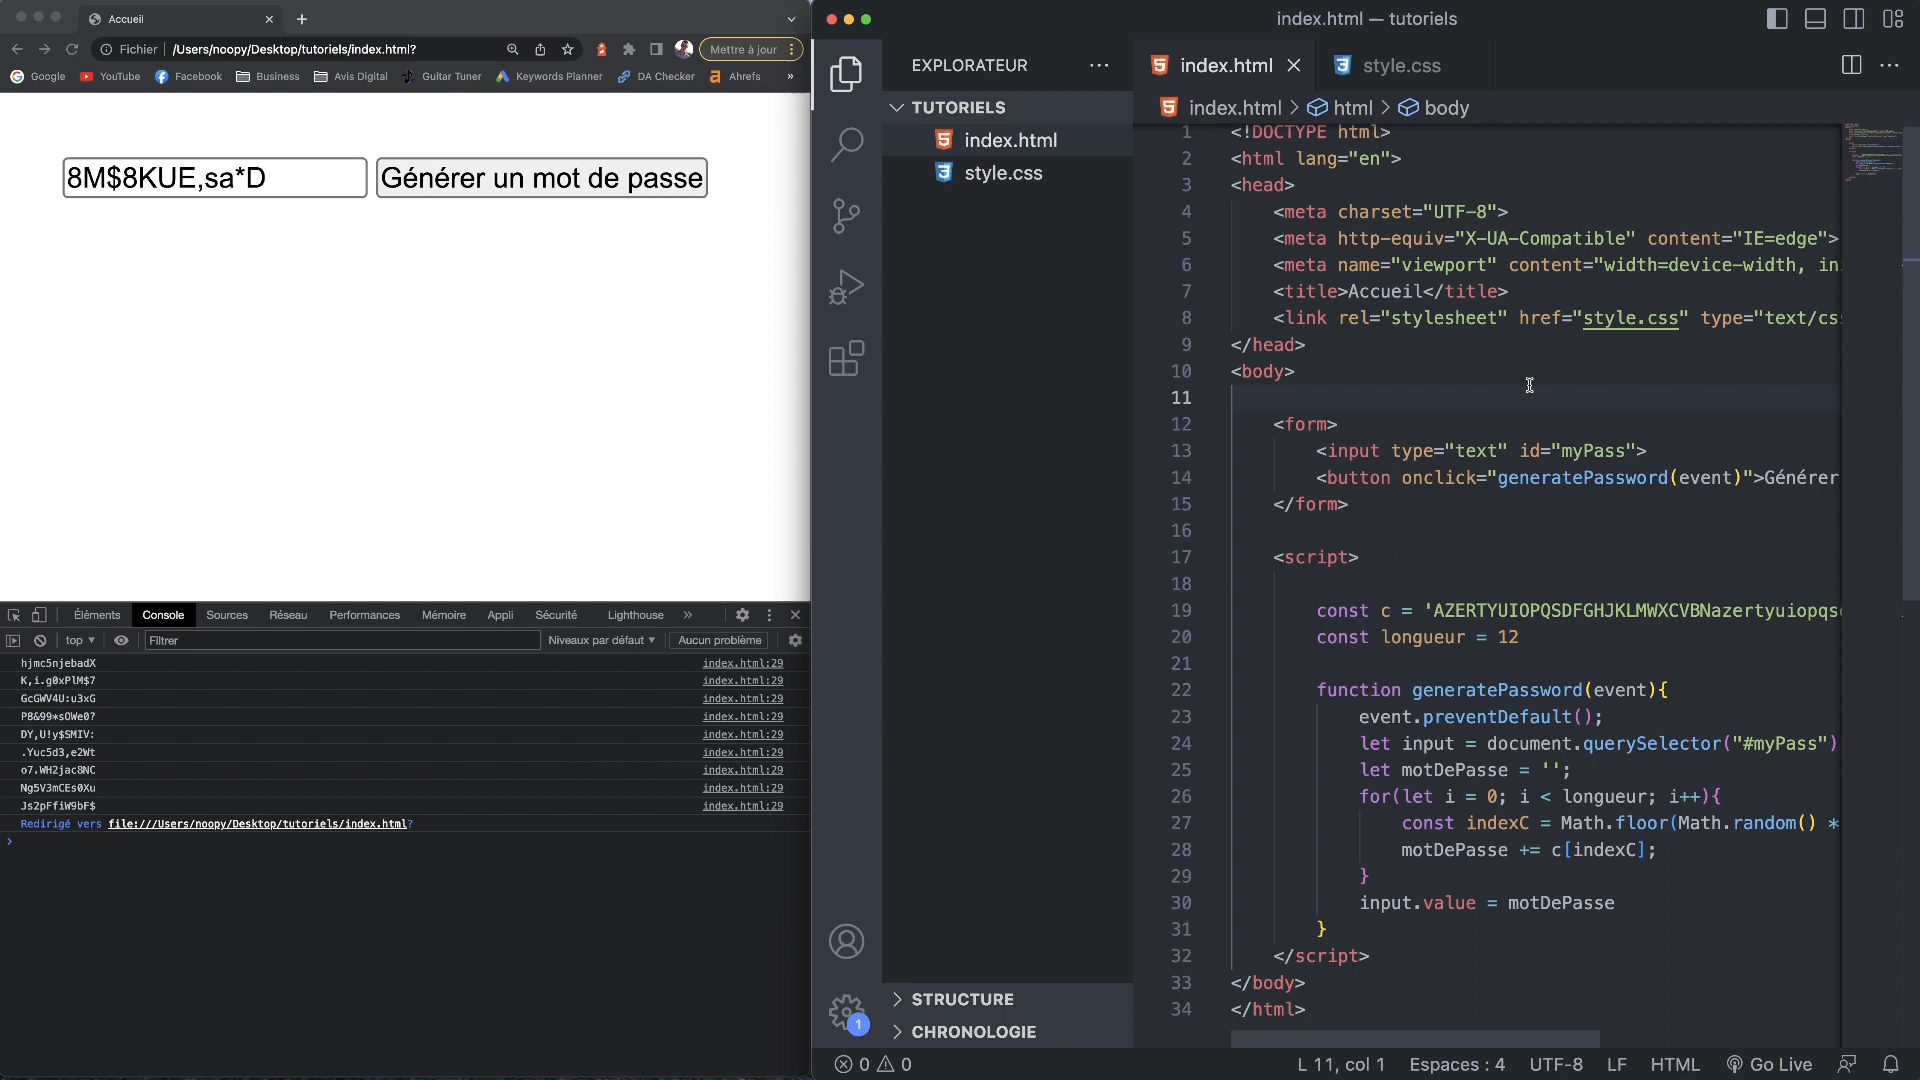 Accueil
Fichier
/Users/noopy/Desktop/tutoriels/index.html?
Mettre à jour
Google
YouTube
Facebook
Business
Avis Digital
Guitar Tuner
Keywords Planner
DA Checker
Ahrefs
»
8M$8KUE,sa*D
Générer un mot de passe
Éléments
Console
Sources
Réseau
Performances
Mémoire
Appli
Sécurité
Lighthouse
»
top
Filtrer
Niveaux par défaut
Aucun problème
hjmc5njebadX index.html:29
K,i.g0xPlM$7 index.html:29
GcGWV4U:u3xG index.html:29
P8&99*sOWe0? index.html:29
DY,U!y$SMIV: index.html:29
.Yuc5d3,e2Wt index.html:29
o7.WH2jac8NC index.html:29
Ng5V3mCEs0Xu index.html:29
Js2pFfiW9bF$ index.html:29
Redirigé vers file:///Users/noopy/Desktop/tutoriels/index.html?
index.html — tutoriels
EXPLORATEUR
TUTORIELS
index.html
style.css
STRUCTURE
CHRONOLOGIE
1
index.html
style.css
index.html > html > body
1 <!DOCTYPE html>
2 <html lang="en">
3 <head>
4 <meta charset="UTF-8">
5 <meta http-equiv="X-UA-Compatible" content="IE=edge">
6 <meta name="viewport" content="width=device-width, in
7 <title>Accueil</title>
8 <link rel="stylesheet" href="style.css" type="text/cs
9 </head>
10 <body>
11
12 <form>
13 <input type="text" id="myPass">
14 <button onclick="generatePassword(event)">Générer
15 </form>
16
17 <script>
18
19 const c = 'AZERTYUIOPQSDFGHJKLMWXCVBNazertyuiopqs
20 const longueur = 12
21
22 function generatePassword(event){
23 event.preventDefault();
24 let input = document.querySelector("#myPass")
25 let motDePasse = '';
26 for(let i = 0; i < longueur; i++){
27 const indexC = Math.floor(Math.random() *
28 motDePasse += c[indexC];
29 }
30 input.value = motDePasse
31 }
32 </script>
33 </body>
34 </html>
0
0
L 11, col 1
Espaces : 4
UTF-8
LF
HTML
Go Live